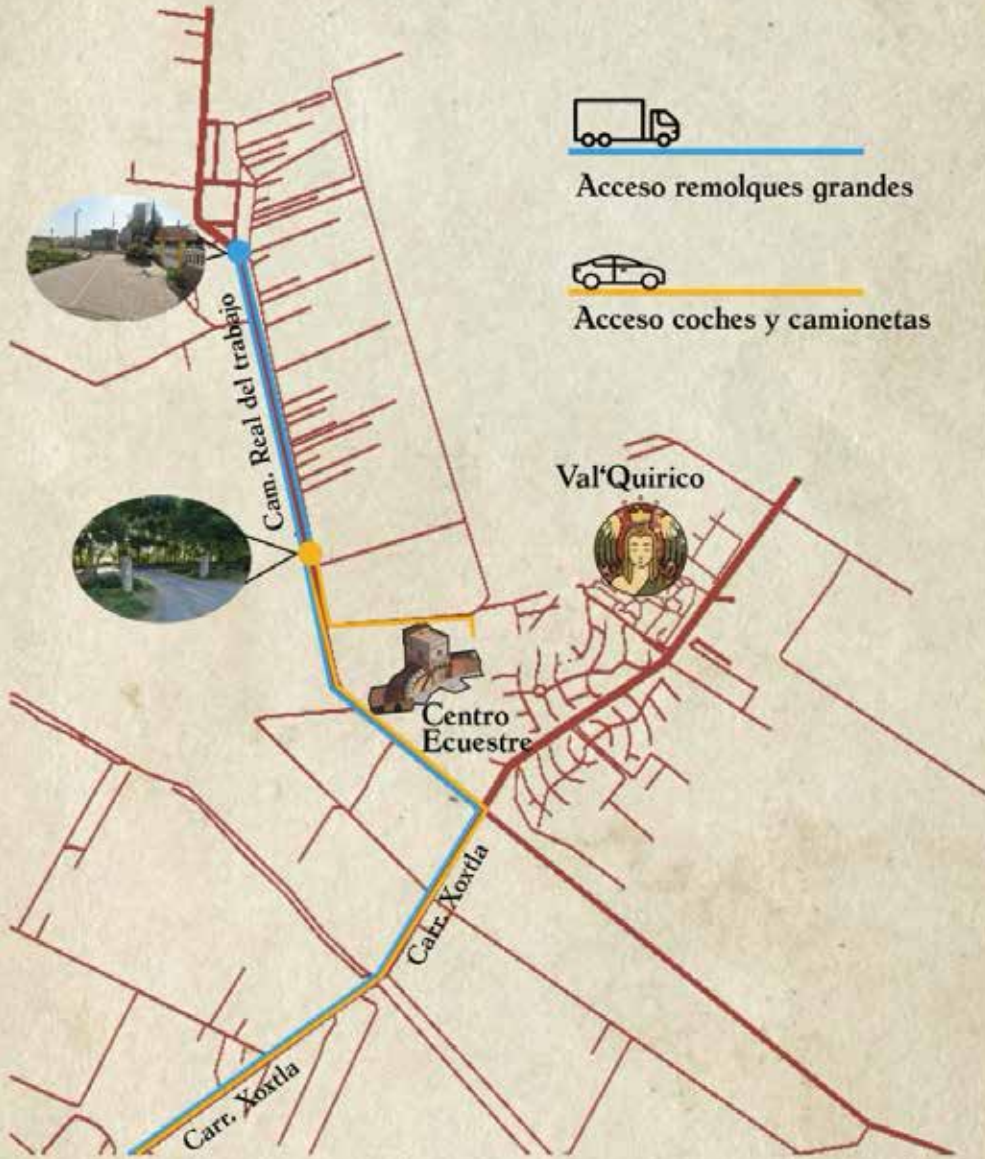 Acceso remolques grandes
Acceso coches y camionetas
Cam. Real del trabajo
Val'Quirico
Centro
Ecuestre
Carr. Xoxtla
Carr. Xoxtla